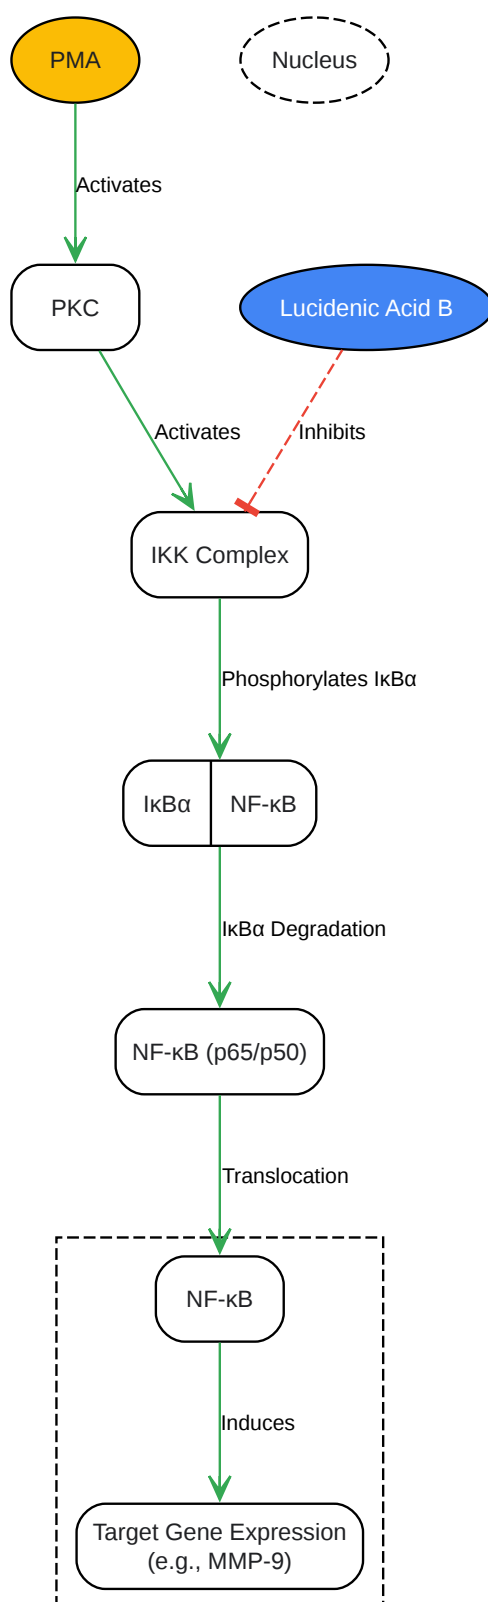 PMA
Nucleus
Activates
PKC
Lucidenic Acid B
Activates
Inhibits
IKK Complex
Phosphorylates IκBα
IκBα
NF-κB
IκBα Degradation
NF-κB (p65/p50)
Translocation
NF-κB
Induces
Target Gene Expression
(e.g., MMP-9)